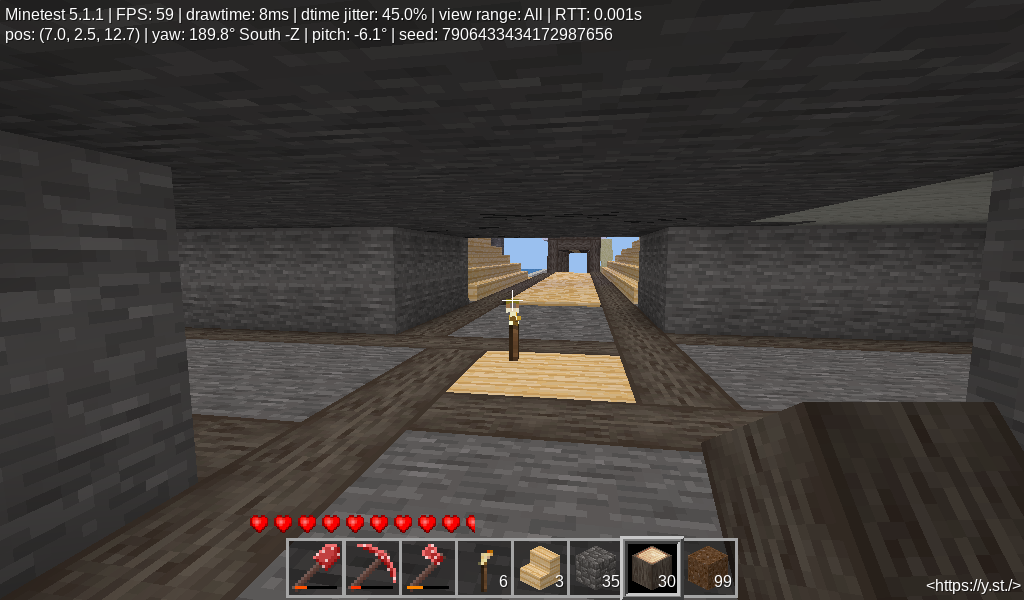 Minetest 5.1.1 | FPS: 59 | drawtime: 8ms | dtime jitter: 45.0% | view range: All | RTT: 0.001s
pos: (7.0, 2.5, 12.7) | yaw: 189.8° South -Z | pitch: -6.1° | seed: 7906433434172987656
6 3 35 30 99
<https://y.st./>